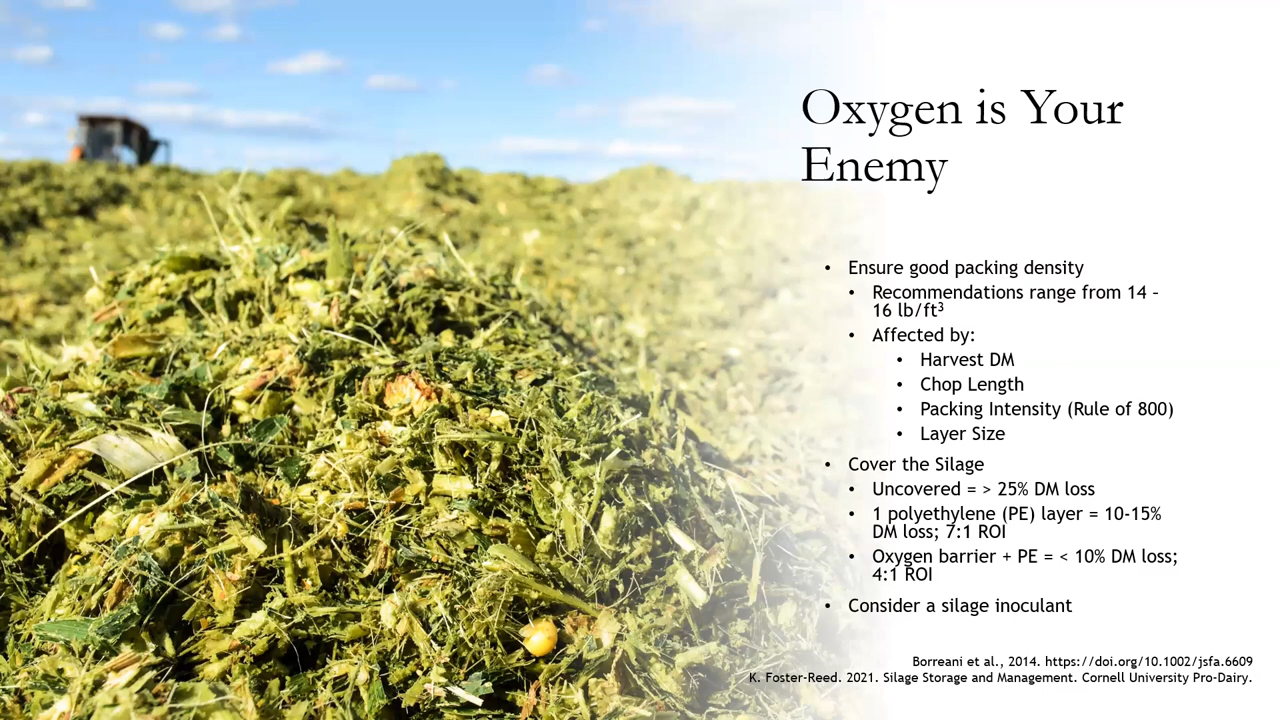 Oxygen is Your
Enemy
• Ensure good packing density
• Recommendations range from 14 –
16 lb/ft³
• Affected by:
• Harvest DM
• Chop Length
• Packing Intensity (Rule of 800)
• Layer Size
• Cover the Silage
• Uncovered = > 25% DM loss
• 1 polyethylene (PE) layer = 10-15%
DM loss; 7:1 ROI
• Oxygen barrier + PE = < 10% DM loss;
4:1 ROI
• Consider a silage inoculant
Borreani et al., 2014. https://doi.org/10.1002/jsfa.6609
K. Foster-Reed. 2021. Silage Storage and Management. Cornell University Pro-Dairy.